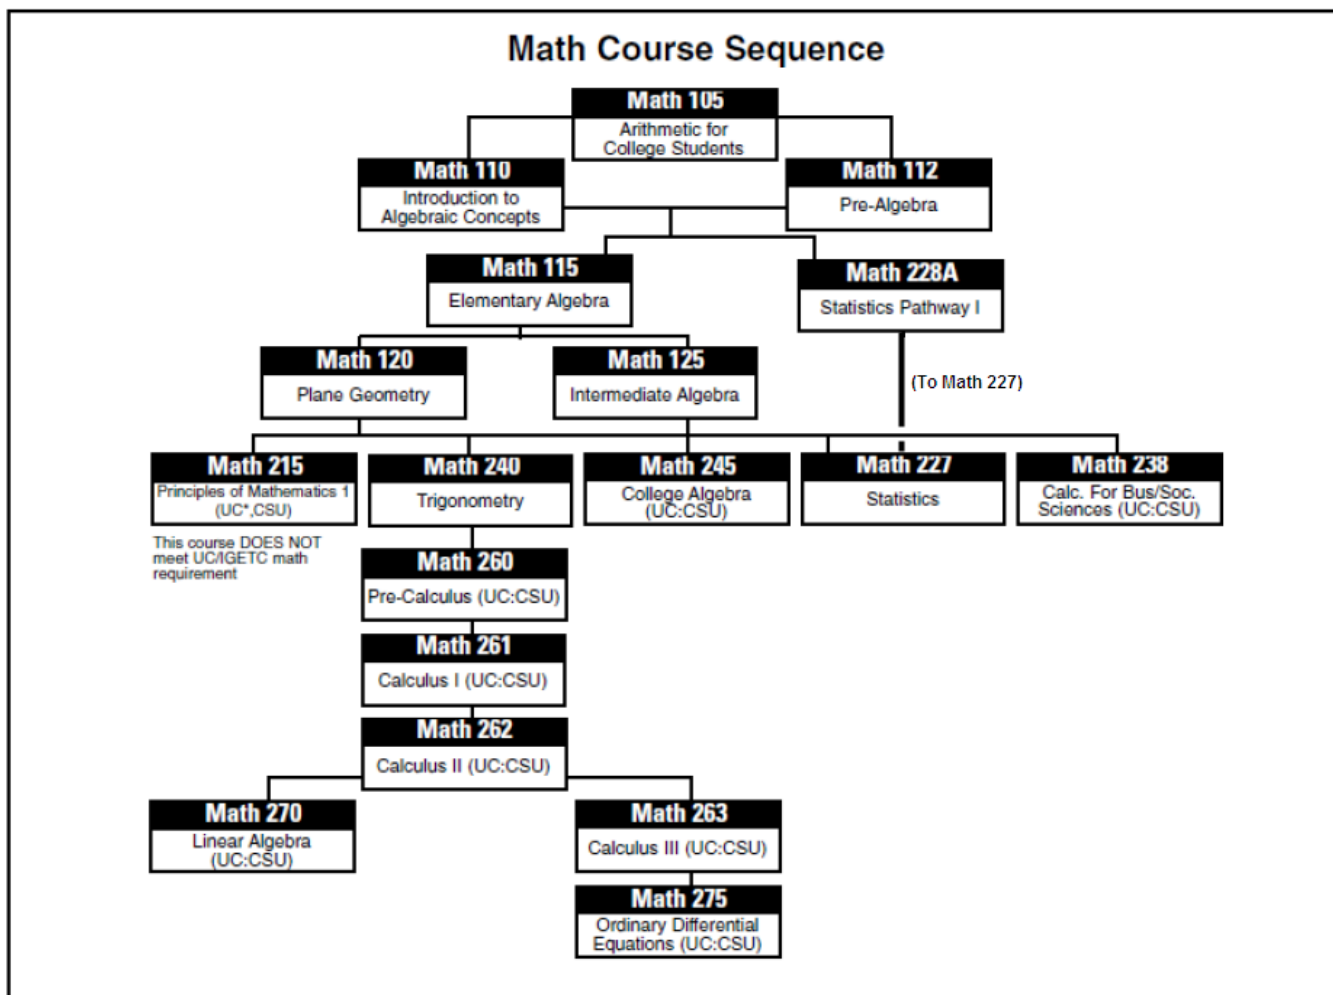 Math Course Sequence
Math 105
Arithmetic for
College Students
Math 110
Introduction to
Algebraic Concepts
Math 112
Pre-Algebra
Math 115
Elementary Algebra
Math 228A
Statistics Pathway I
Math 120
Plane Geometry
Math 125
Intermediate Algebra
(To Math 227)
Math 215
Principles of Mathematics 1
(UC*,CSU)
This course DOES NOT
meet UC/IGETC math
requirement
Math 240
Trigonometry
Math 245
College Algebra
(UC:CSU)
Math 227
Statistics
Math 238
Calc. For Bus/Soc.
Sciences (UC:CSU)
Math 260
Pre-Calculus (UC:CSU)
Math 261
Calculus I (UC:CSU)
Math 262
Calculus II (UC:CSU)
Math 270
Linear Algebra
(UC:CSU)
Math 263
Calculus III (UC:CSU)
Math 275
Ordinary Differential
Equations (UC:CSU)